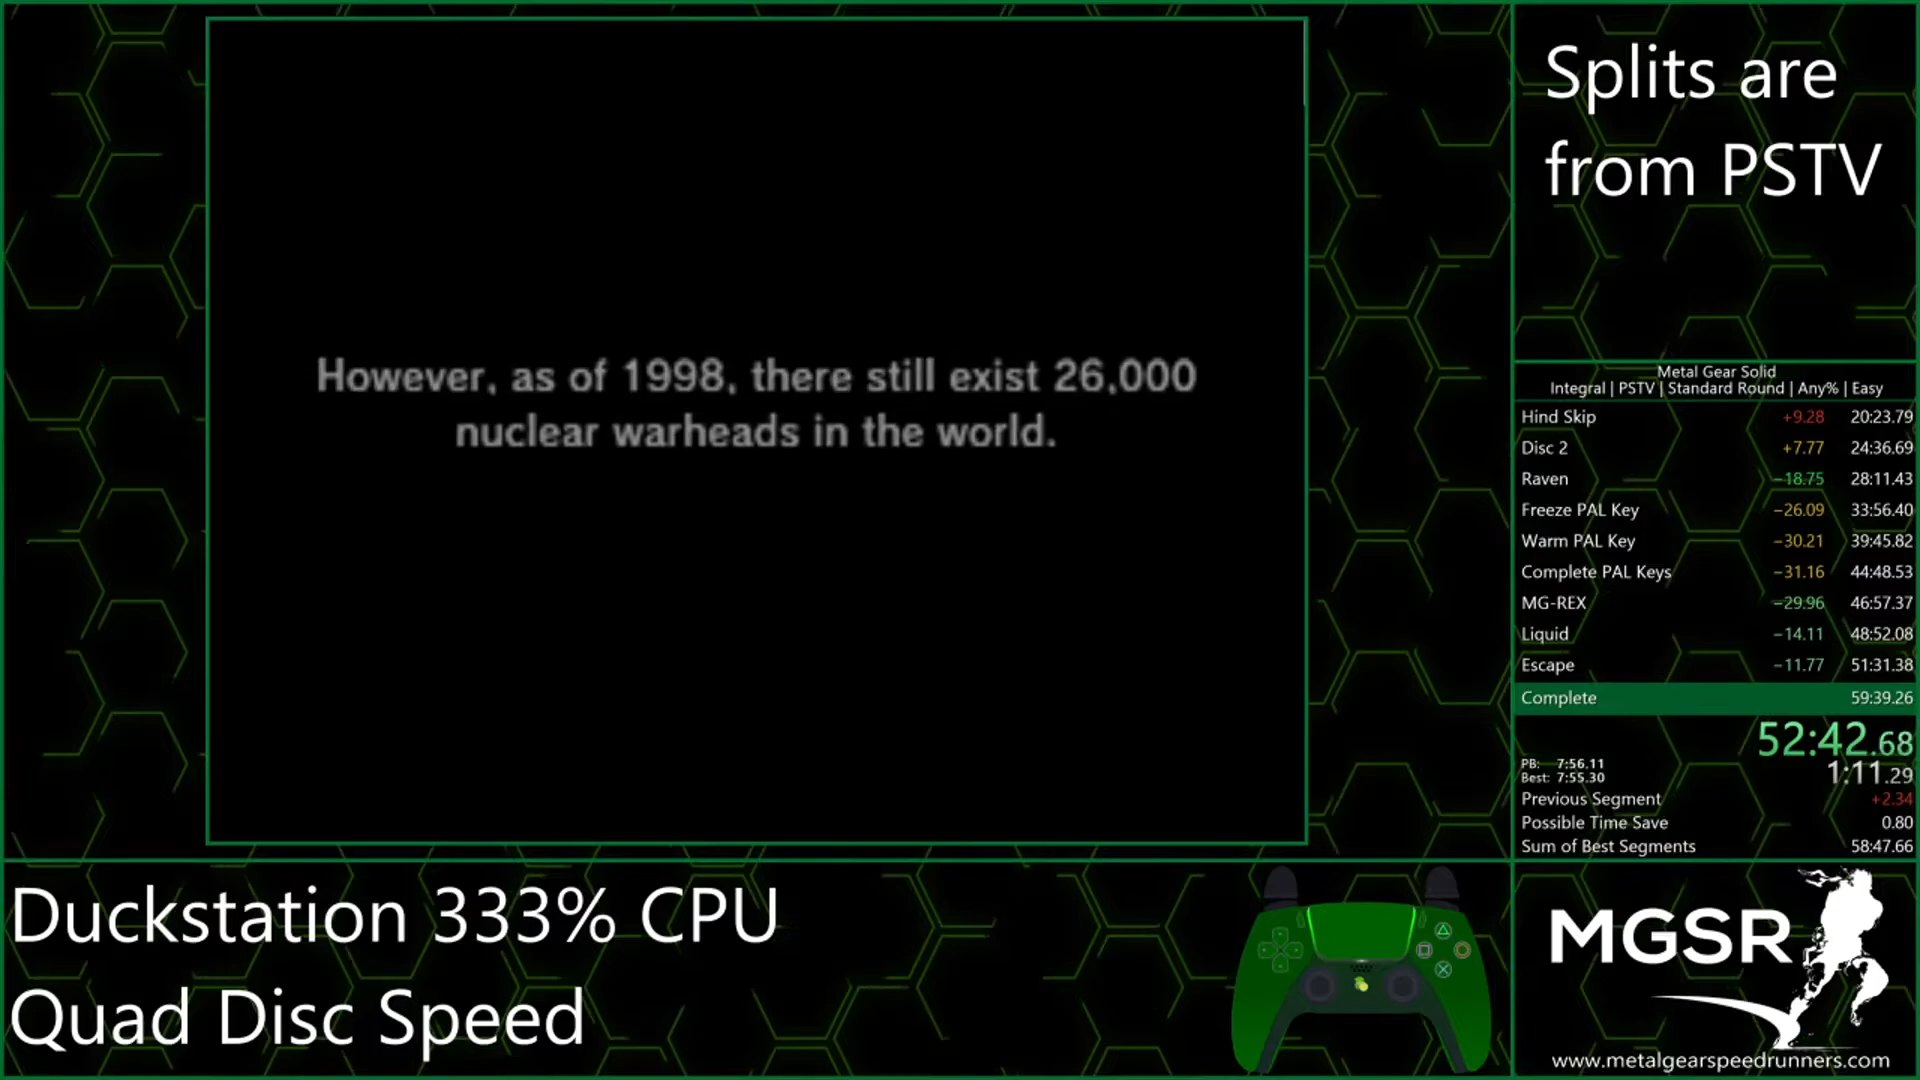 However, as of 1998, there still exist 26,000
nuclear warheads in the world.
Splits are
from PSTV
Metal Gear Solid
Integral | PSTV | Standard Round | Any% | Easy
Hind Skip +9.28 20:23.79
Disc 2 +7.77 24:36.69
Raven −18.75 28:11.43
Freeze PAL Key −26.09 33:56.40
Warm PAL Key −30.21 39:45.82
Complete PAL Keys −31.16 44:48.53
MG-REX −29.96 46:57.37
Liquid −14.11 48:52.08
Escape −11.77 51:31.38
Complete 59:39.26
52:42.68
PB: 7:56.11
Best: 7:55.30
1:11.29
Previous Segment +2.34
Possible Time Save 0.80
Sum of Best Segments 58:47.66
Duckstation 333% CPU
Quad Disc Speed
MGSR
www.metalgearspeedrunners.com